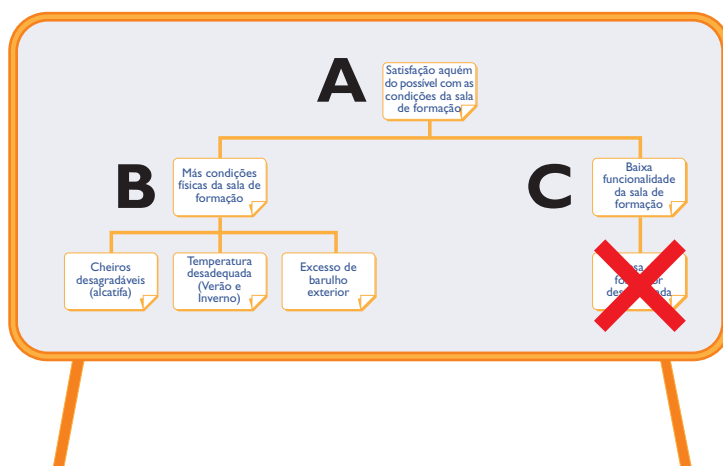 A
Satisfação aquém
do possível com as
condições da sala
de formação
B
Más condições
físicas da sala de
formação
C
Baixa
funcionalidade
da sala de
formação
Cheiros
desagradáveis
(alcatifa)
Temperatura
desadequada
(Verão e
Inverno)
Excesso de
barulho
exterior